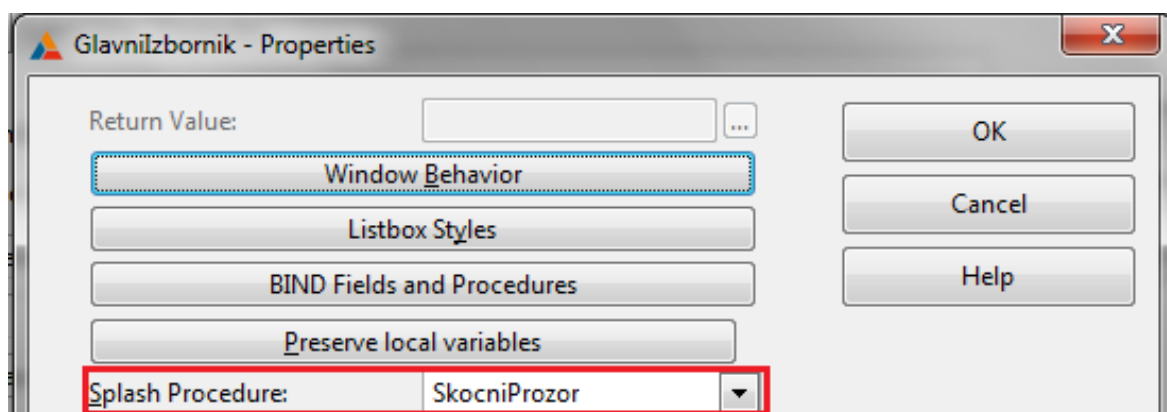 GlavniIzbornik - Properties
Return Value:
...
OK
Window Behavior
Cancel
Listbox Styles
BIND Fields and Procedures
Help
Preserve local variables
Splash Procedure: SkocniProzor